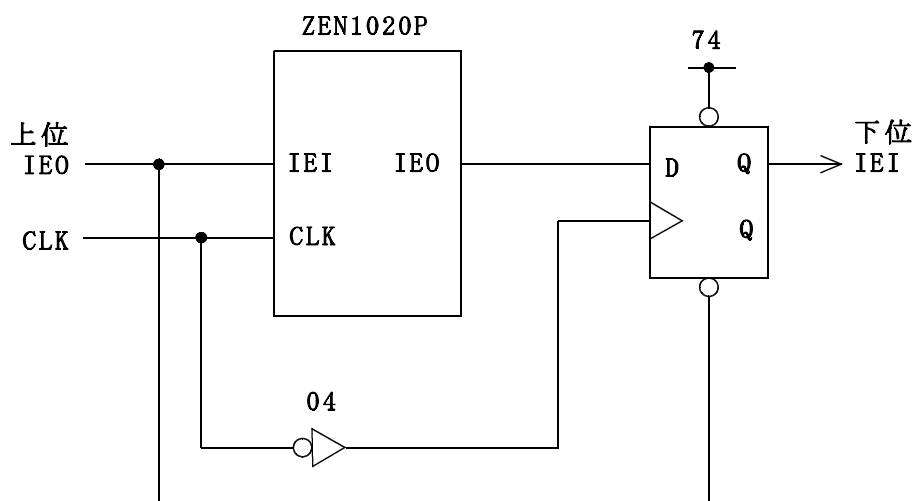 ZEN1020P
74
上位
IEO
IEI
IEO
D
Q
下位
IEI
CLK
CLK
Q
04